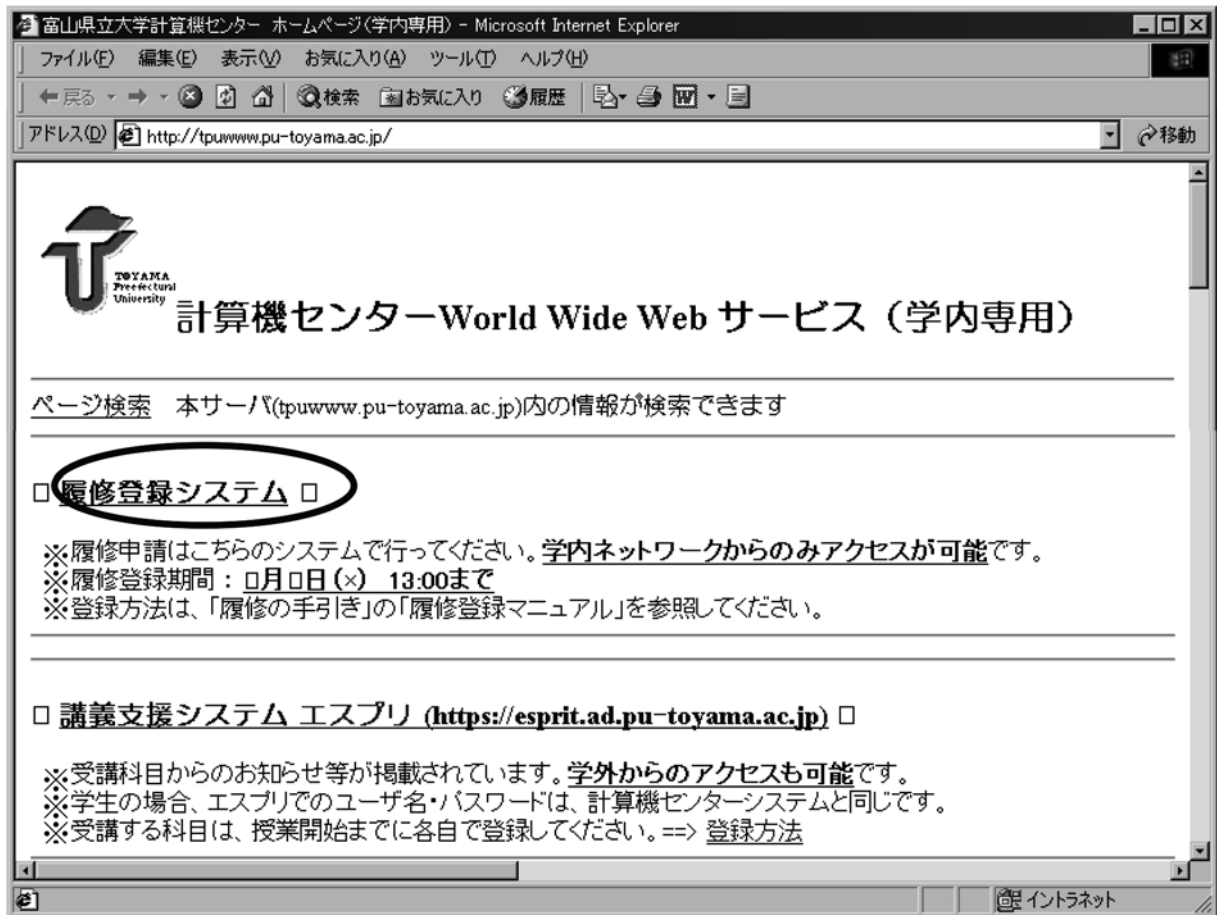 富山県立大学計算機センター ホームページ(学内専用) - Microsoft Internet Explorer
ファイル(F) 編集(E) 表示(V) お気に入り(A) ツール(T) ヘルプ(H)
戻る 検索 お気に入り 履歴
アドレス(D) http://tpuwww.pu-toyama.ac.jp/ 移動
TOYAMA
Preefectural
University
計算機センターWorld Wide Web サービス（学内専用）
ページ検索 本サーバ(tpuwww.pu-toyama.ac.jp)内の情報が検索できます
□ 履修登録システム □
※履修申請はこちらのシステムで行ってください。学内ネットワークからのみアクセスが可能です。
※履修登録期間：□月□日(×) 13:00まで
※登録方法は、「履修の手引き」の「履修登録マニュアル」を参照してください。
□ 講義支援システム エスプリ (https://esprit.ad.pu-toyama.ac.jp) □
※受講科目からのお知らせ等が掲載されています。学外からのアクセスも可能です。
※学生の場合、エスプリでのユーザ名・パスワードは、計算機センターシステムと同じです。
※受講する科目は、授業開始までに各自で登録してください。==> 登録方法
イントラネット